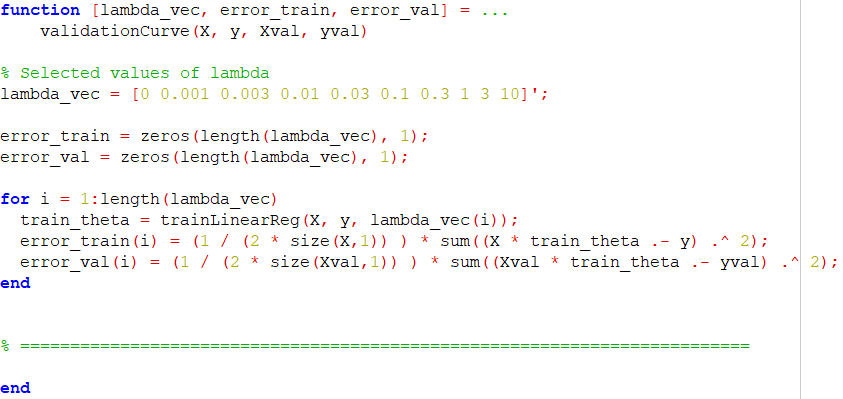 function [lambda_vec, error_train, error_val] = ...
    validationCurve(X, y, Xval, yval)
% Selected values of lambda
lambda_vec = [0 0.001 0.003 0.01 0.03 0.1 0.3 1 3 10]';
error_train = zeros(length(lambda_vec), 1);
error_val = zeros(length(lambda_vec), 1);
for i = 1:length(lambda_vec)
  train_theta = trainLinearReg(X, y, lambda_vec(i));
  error_train(i) = (1 / (2 * size(X,1)) ) * sum((X * train_theta .- y) .^ 2);
  error_val(i) = (1 / (2 * size(Xval,1)) ) * sum((Xval * train_theta .- yval) .^ 2);
end
% =========================================================================
end